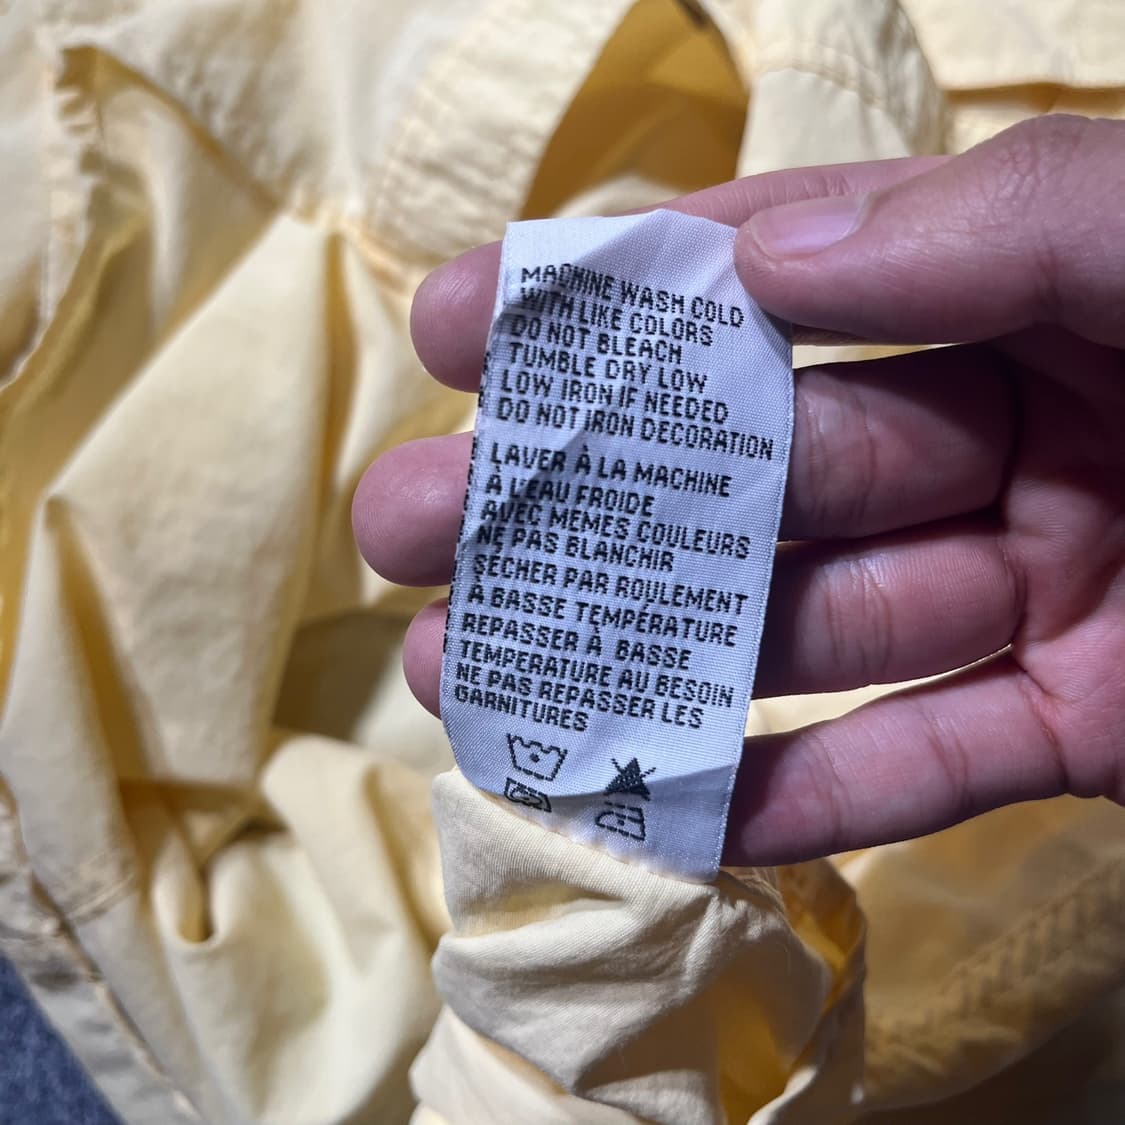 MACHINE WASH COLD
WITH LIKE COLORS
DO NOT BLEACH
TUMBLE DRY LOW
LOW IRON IF NEEDED
DO NOT IRON DECORATION
LAVER À LA MACHINE
À L'EAU FROIDE
AVEC MEMES COULEURS
NE PAS BLANCHIR
SÉCHER PAR ROULEMENT
À BASSE TEMPÉRATURE
REPASSER À BASSE
TEMPERATURE AU BESOIN
NE PAS REPASSER LES
GARNITURES